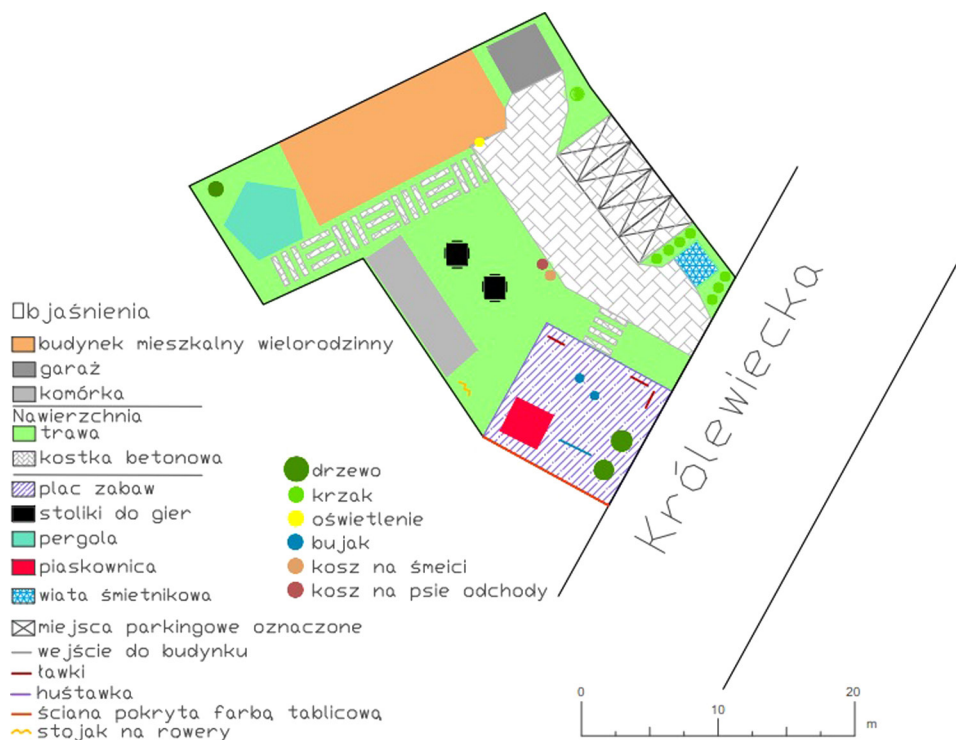 Królewiecka
Objaśnienia
budynek mieszkalny wielorodzinny
garaż
komórka
Nawierzchnia
trawa
kostka betonowa
plac zabaw
stoliki do gier
pergola
piaskownica
wiata śmietnikowa
miejsca parkingowe oznaczone
wejście do budynku
ławki
huśtawka
ściana pokryta farbą tablicową
stojak na rowery
drzewo
krzak
oświetlenie
bujak
kosz na śmeici
kosz na psie odchody
0 20
10 m